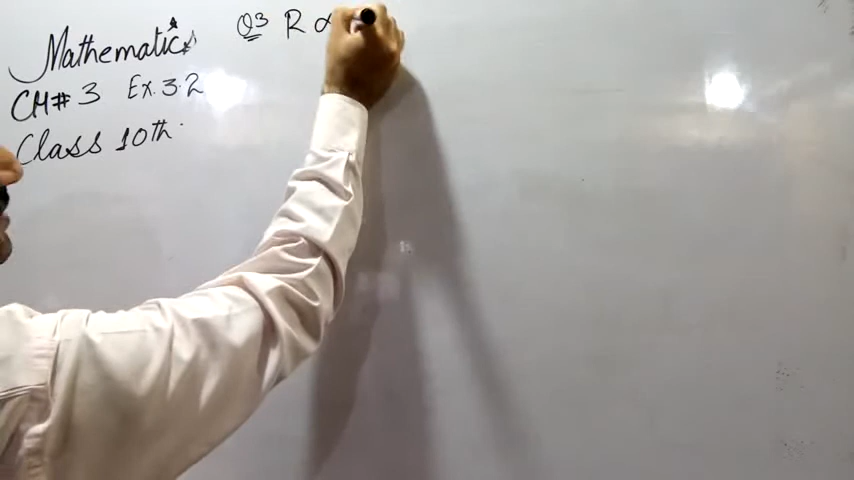 Mathematics
CH# 3 Ex. 3.2
Class 10th
Q3 R ∝